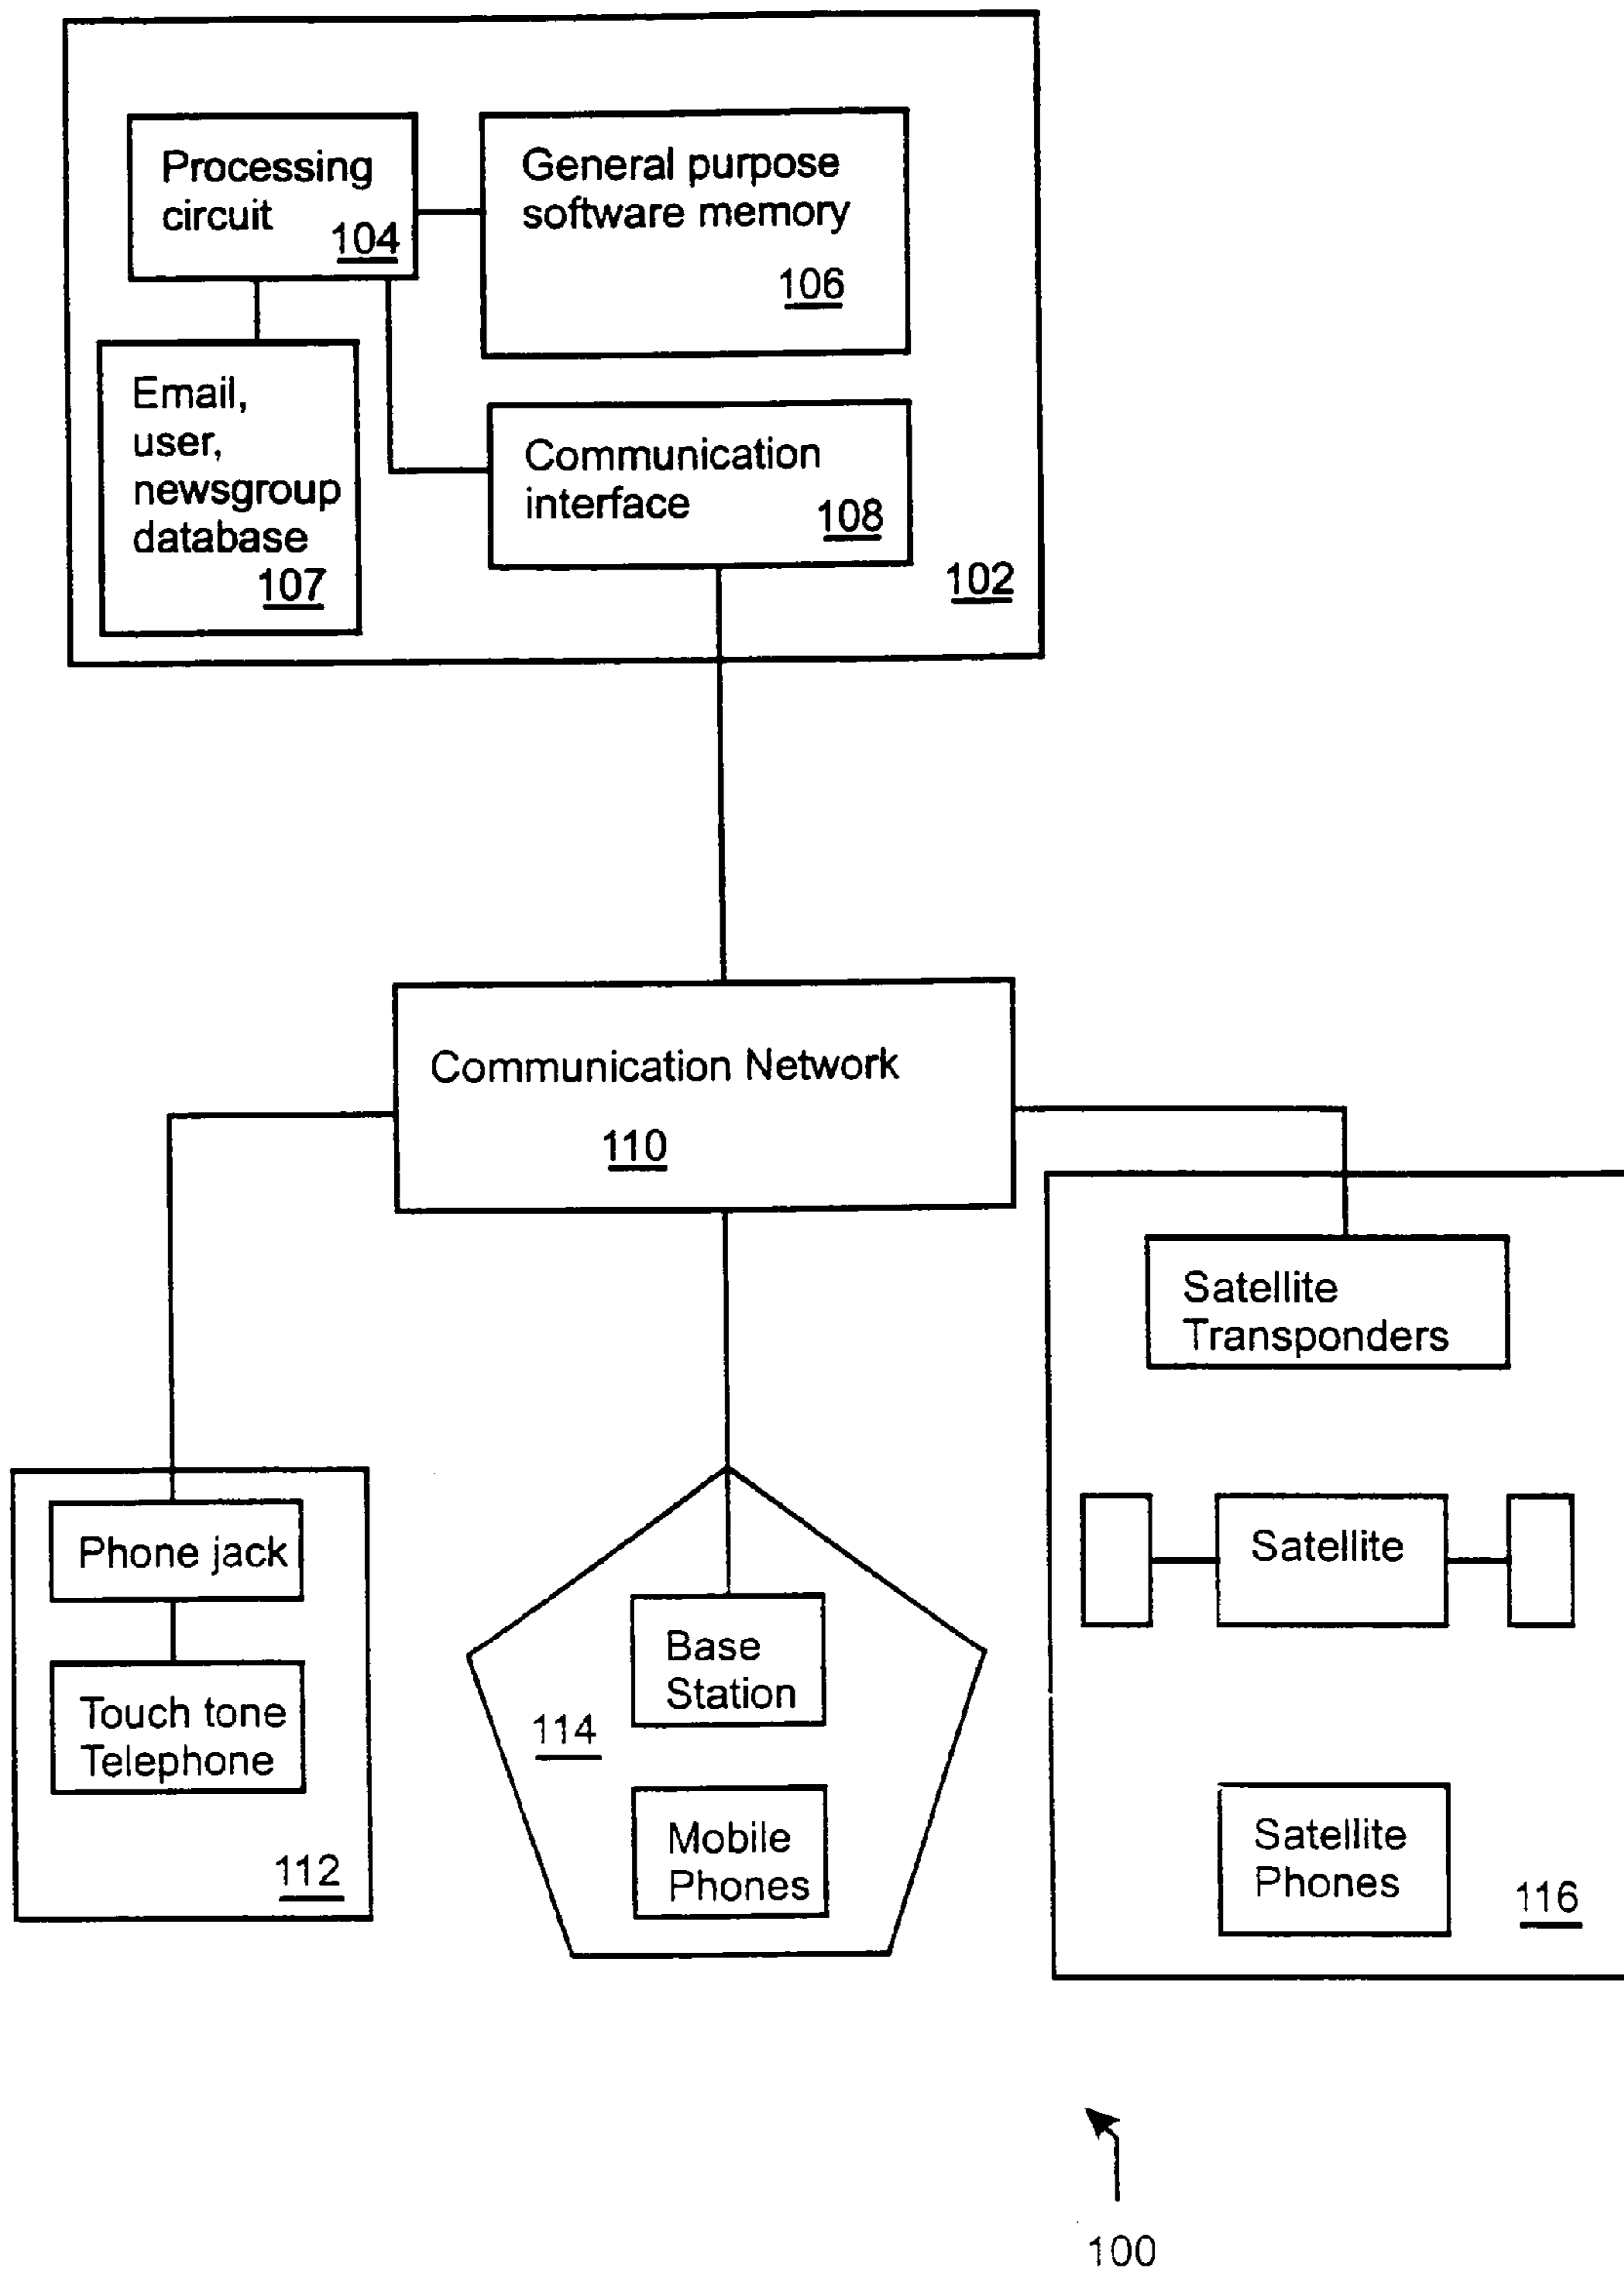 Processing
circuit
104
General purpose
software memory
106
Email,
user,
newsgroup
database
107
Communication
interface
108
102
Communication Network
110
Satellite
Transponders
Phone jack
Satellite
Base
Station
Touch tone
Telephone
114
Mobile
Phones
Satellite
Phones
112
116
100